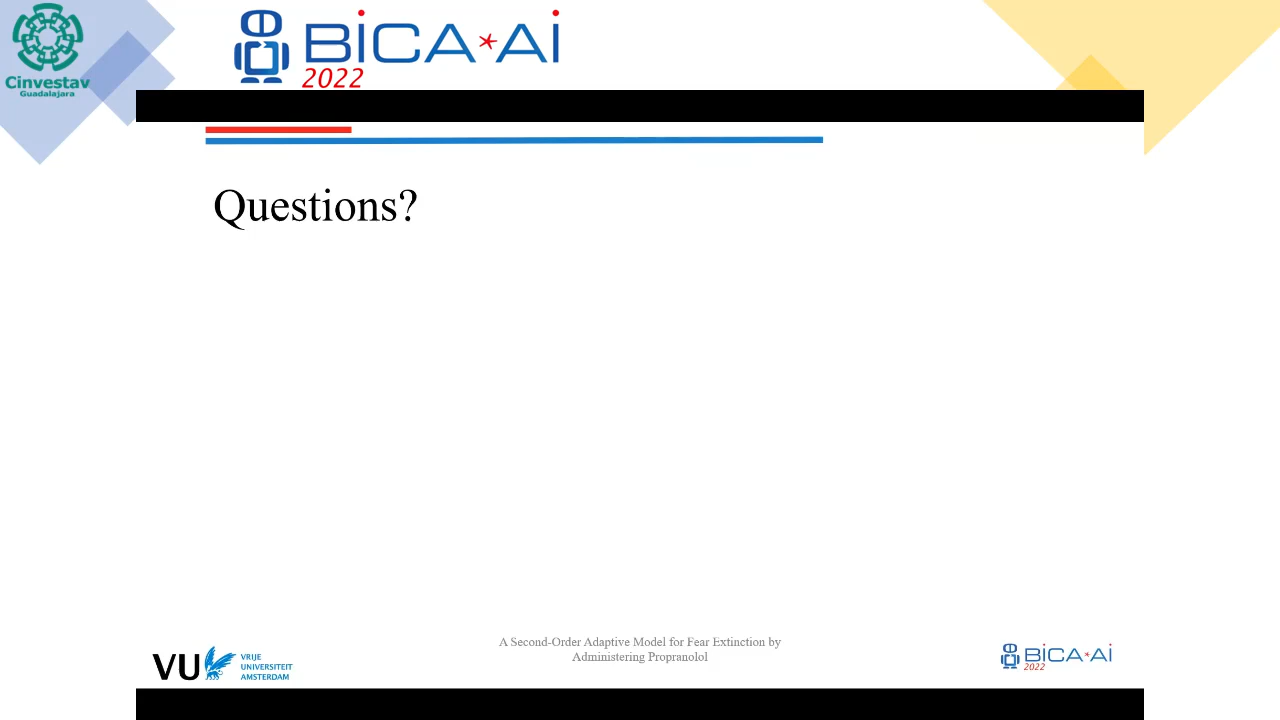 Cinvestav
Guadalajara
BiCA*Ai
2022
Questions?
VU
VRIJE
UNIVERSITEIT
AMSTERDAM
A Second-Order Adaptive Model for Fear Extinction by
Administering Propranolol
BiCA*Ai
2022